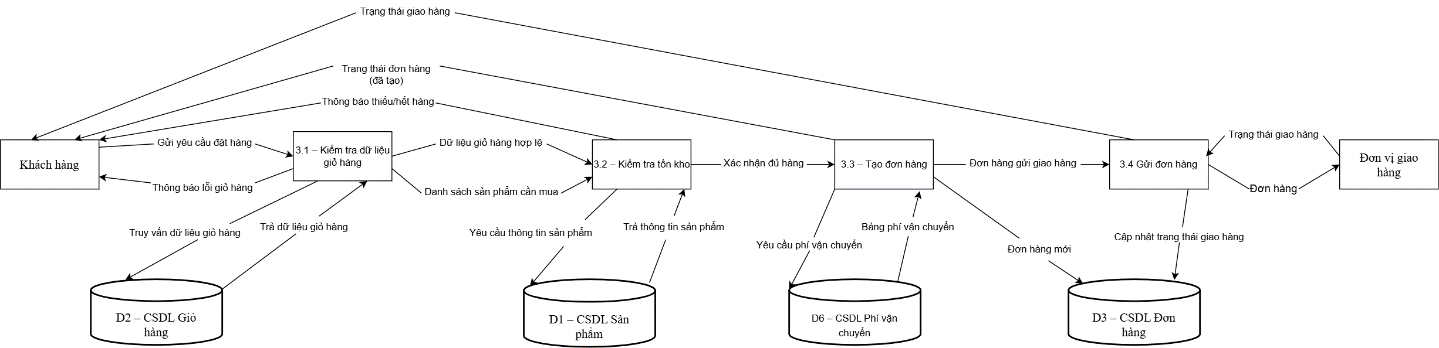 Trạng thái giao hàng
Trang thái đơn hàng
(đã tạo)
Thông báo thiếu/hết hàng
Khách hàng
Gửi yêu cầu đặt hàng
Thông báo lỗi giỏ hàng
3.1 – Kiểm tra dữ liệu
giỏ hàng
Dữ liệu giỏ hàng hợp lệ
Danh sách sản phẩm cần mua
3.2 – Kiểm tra tồn kho
Xác nhận đủ hàng
3.3 – Tạo đơn hàng
Đơn hàng gửi giao hàng
3.4 Gửi đơn hàng
Trạng thái giao hàng
Đơn hàng
Đơn vị giao
hàng
Truy vấn dữ liệu giỏ hàng
Trả dữ liệu giỏ hàng
Yêu cầu thông tin sản phẩm
Trả thông tin sản phẩm
Yêu cầu phí vận chuyển
Bảng phí vận chuyển
Đơn hàng mới
Cập nhật trạng thái giao hàng
D2 – CSDL Giỏ
hàng
D1 – CSDL Sản
phẩm
D6 – CSDL Phí vận
chuyển
D3 – CSDL Đơn
hàng